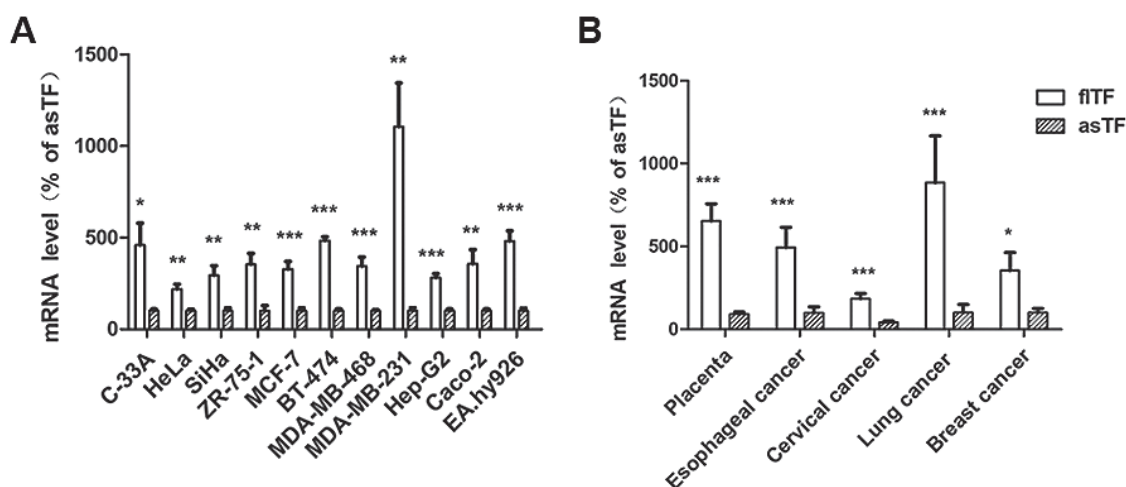 A
mRNA level (% of asTF)
1500
1000
500
0
*
**
**
**
***
***
***
**
***
**
***
C-33A
HeLa
SiHa
ZR-75-1
MCF-7
BT-474
MDA-MB-468
MDA-MB-231
Hep-G2
Caco-2
EA.hy926
B
mRNA level (% of asTF)
1500
1000
500
0
***
***
***
***
*
Placenta
Esophageal cancer
Cervical cancer
Lung cancer
Breast cancer
flTF
asTF